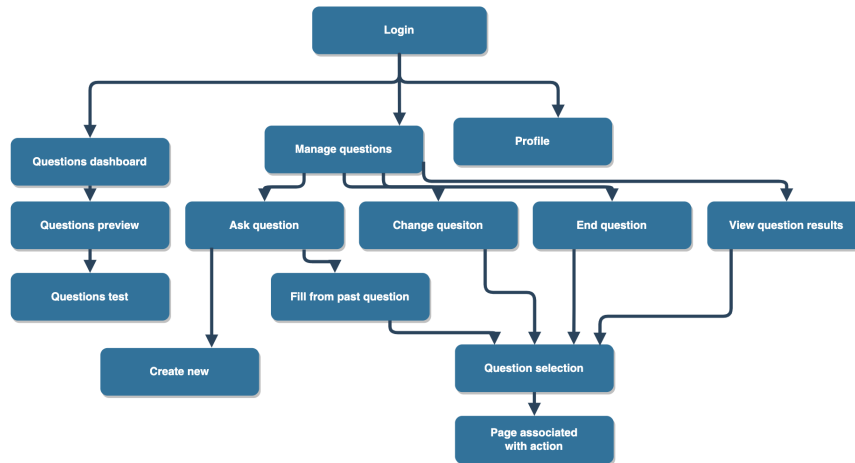 Login
Profile
Manage questions
Questions dashboard
Questions preview
Ask question
Change quesiton
End question
View question results
Questions test
Fill from past question
Create new
Question selection
Page associated
with action